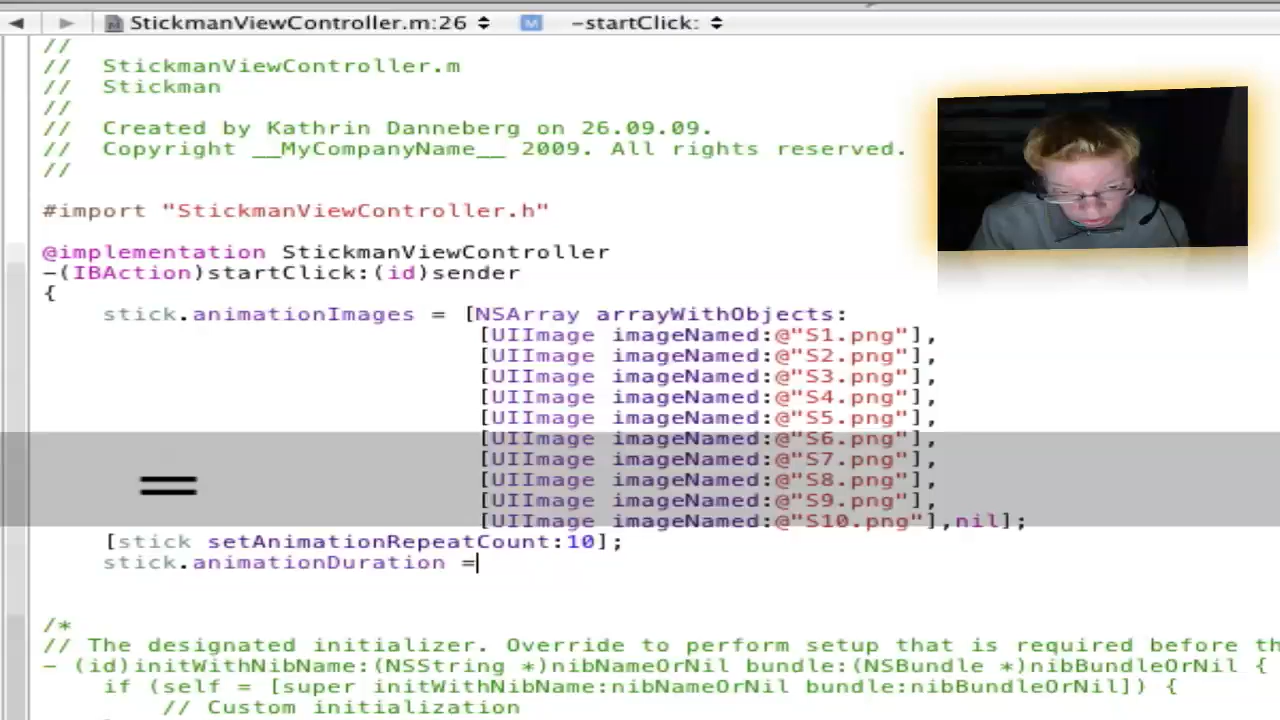 StickmanViewController.m:26 M -startClick:
//
// StickmanViewController.m
// Stickman
//
// Created by Kathrin Danneberg on 26.09.09.
// Copyright __MyCompanyName__ 2009. All rights reserved.
//
#import "StickmanViewController.h"
@implementation StickmanViewController
-(IBAction)startClick:(id)sender
{
stick.animationImages = [NSArray arrayWithObjects:
[UIImage imageNamed:@"S1.png"],
[UIImage imageNamed:@"S2.png"],
[UIImage imageNamed:@"S3.png"],
[UIImage imageNamed:@"S4.png"],
[UIImage imageNamed:@"S5.png"],
[UIImage imageNamed:@"S6.png"],
[UIImage imageNamed:@"S7.png"],
=
[UIImage imageNamed:@"S8.png"],
[UIImage imageNamed:@"S9.png"],
[UIImage imageNamed:@"S10.png"],nil];
[stick setAnimationRepeatCount:10];
stick.animationDuration =
/*
// The designated initializer. Override to perform setup that is required before th
- (id)initWithNibName:(NSString *)nibNameOrNil bundle:(NSBundle *)nibBundleOrNil {
if (self = [super initWithNibName:nibNameOrNil bundle:nibBundleOrNil]) {
// Custom initialization